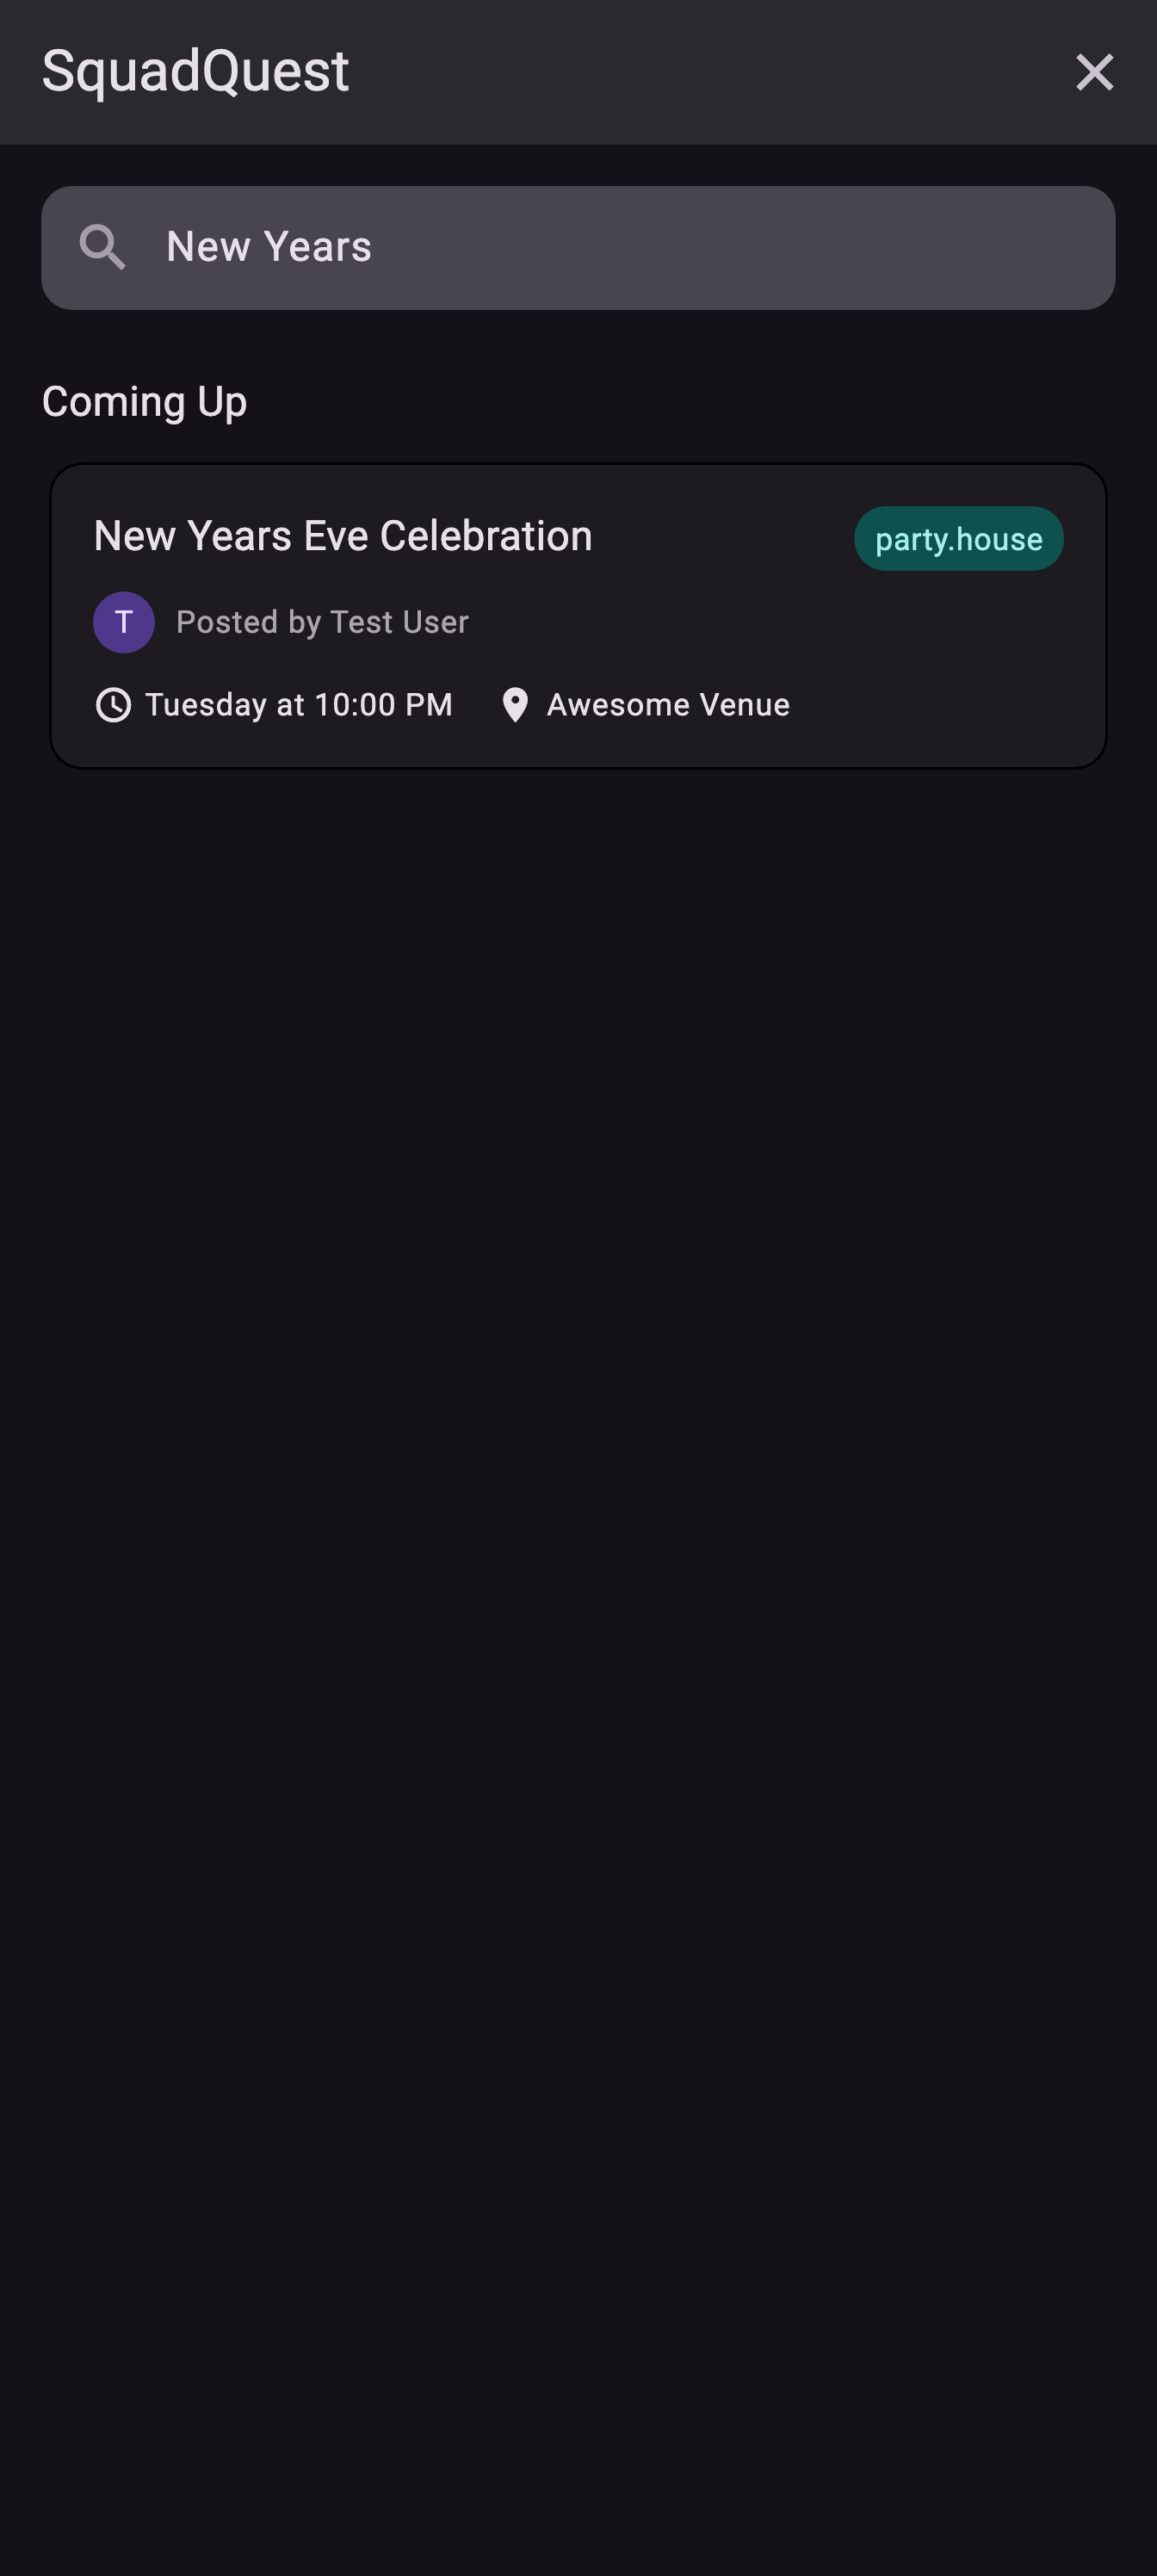 SquadQuest
New Years
Coming Up
New Years Eve Celebration
party.house
T
Posted by Test User
Tuesday at 10:00 PM
Awesome Venue